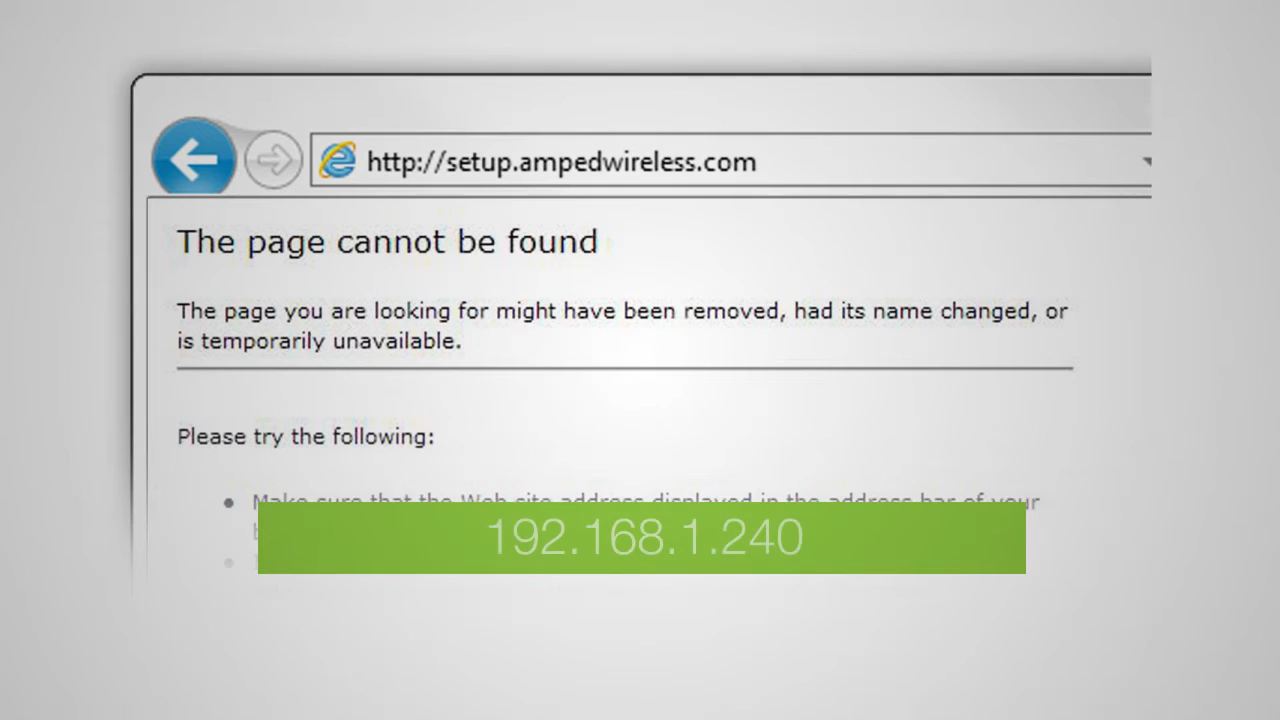 http://setup.ampedwireless.com
The page cannot be found
The page you are looking for might have been removed, had its name changed, or
is temporarily unavailable.
Please try the following:
Make sure that the Web site address displayed in the address bar of your
192.168.1.240